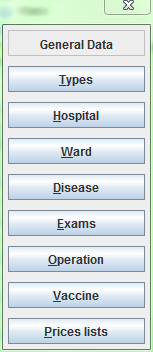 General Data
Types
Hospital
Ward
Disease
Exams
Operation
Vaccine
Prices lists